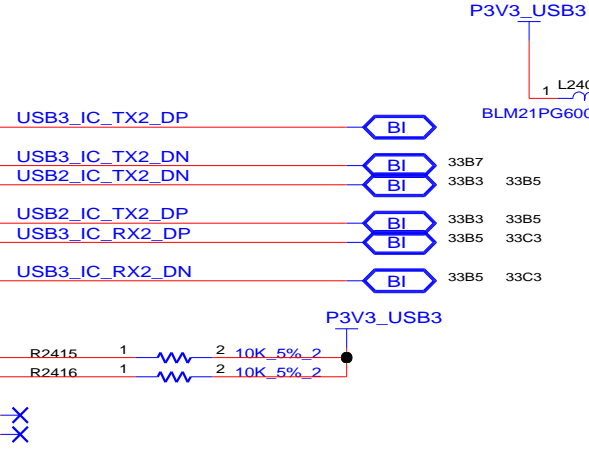 P3V3_USB3
1 L240
BLM21PG600
USB3_IC_TX2_DP BI
USB3_IC_TX2_DN BI 33B7
USB2_IC_TX2_DN BI 33B3 33B5
USB2_IC_TX2_DP BI 33B3 33B5
USB3_IC_RX2_DP BI 33B5 33C3
USB3_IC_RX2_DN BI 33B5 33C3
P3V3_USB3
R2415 1 2 10K_5%_2
R2416 1 2 10K_5%_2